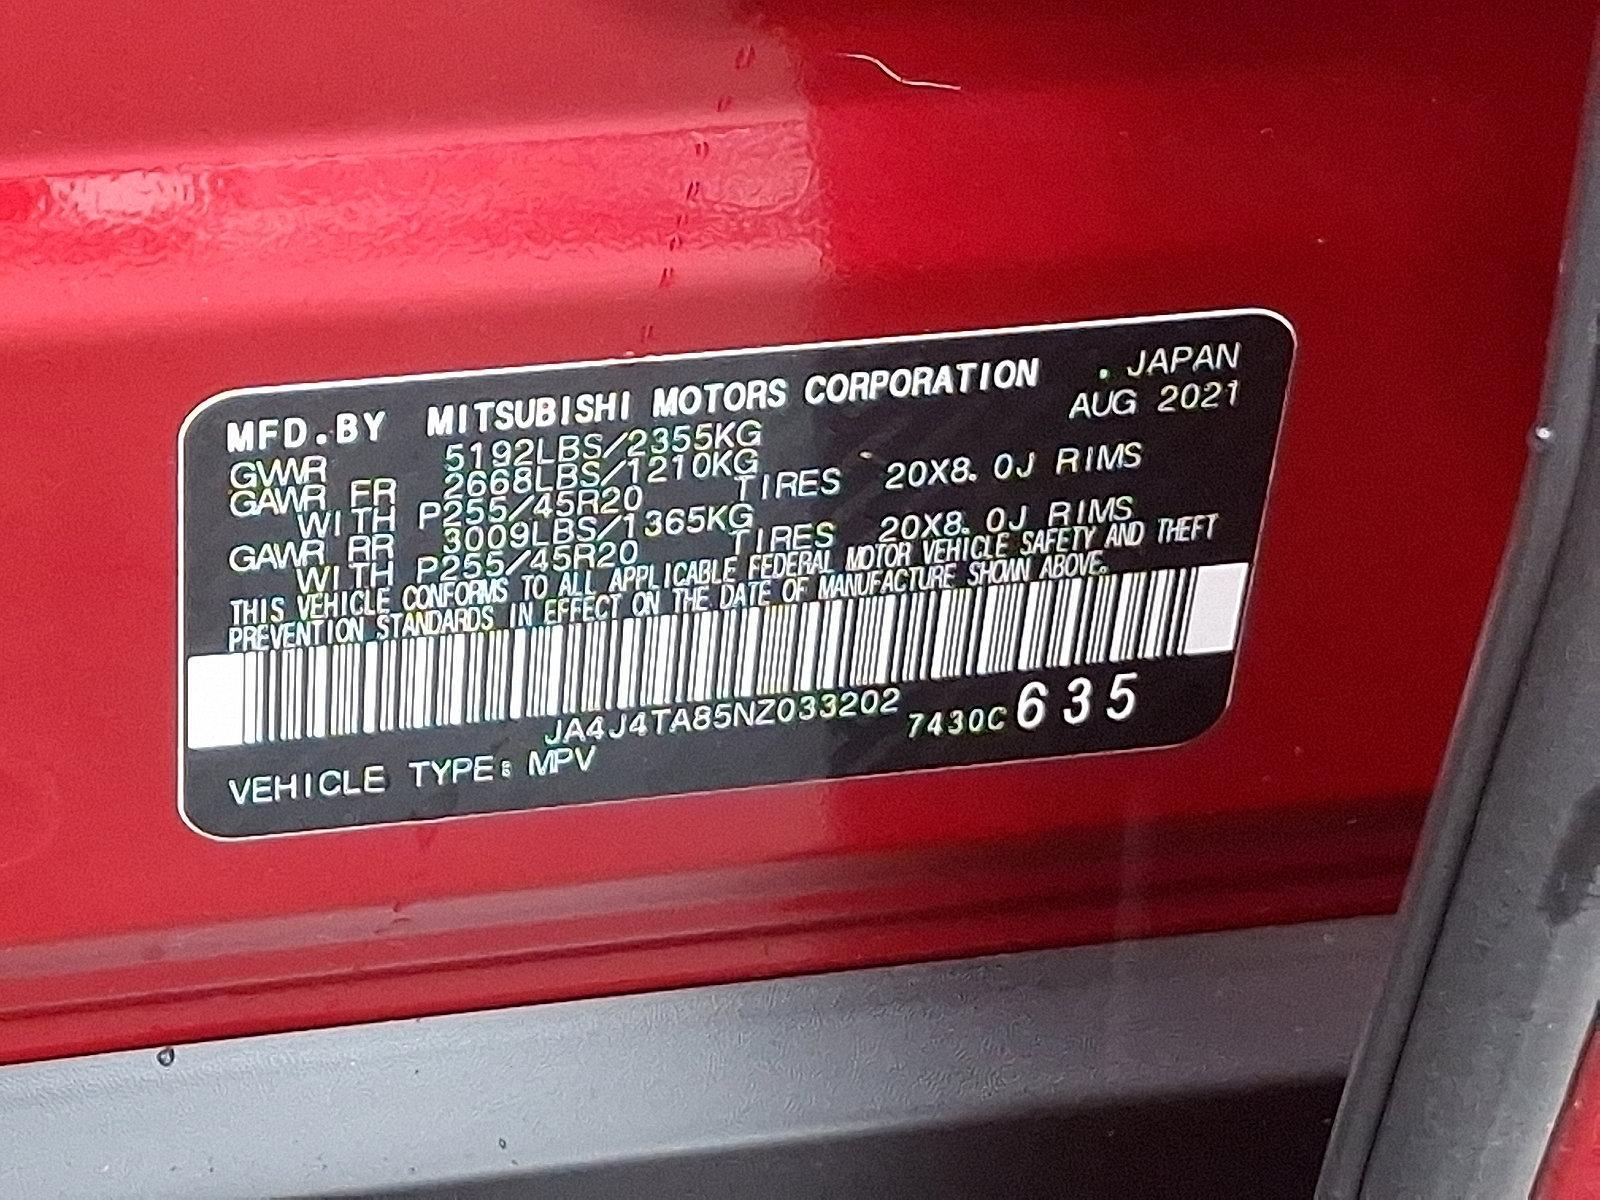 MFD.BY MITSUBISHI MOTORS CORPORATION . JAPAN
GVWR 5192LBS/2355KG AUG 2021
GAWR FR 2668LBS/1210KG
WITH P255/45R20 TIRES 20X8.0J RIMS
GAWR RR 3009LBS/1365KG
WITH P255/45R20 TIRES 20X8.0J RIMS
THIS VEHICLE CONFORMS TO ALL APPLICABLE FEDERAL MOTOR VEHICLE SAFETY AND THEFT
PREVENTION STANDARDS IN EFFECT ON THE DATE OF MANUFACTURE SHOWN ABOVE.
JA4J4TA85NZ033202 7430C 635
VEHICLE TYPE: MPV